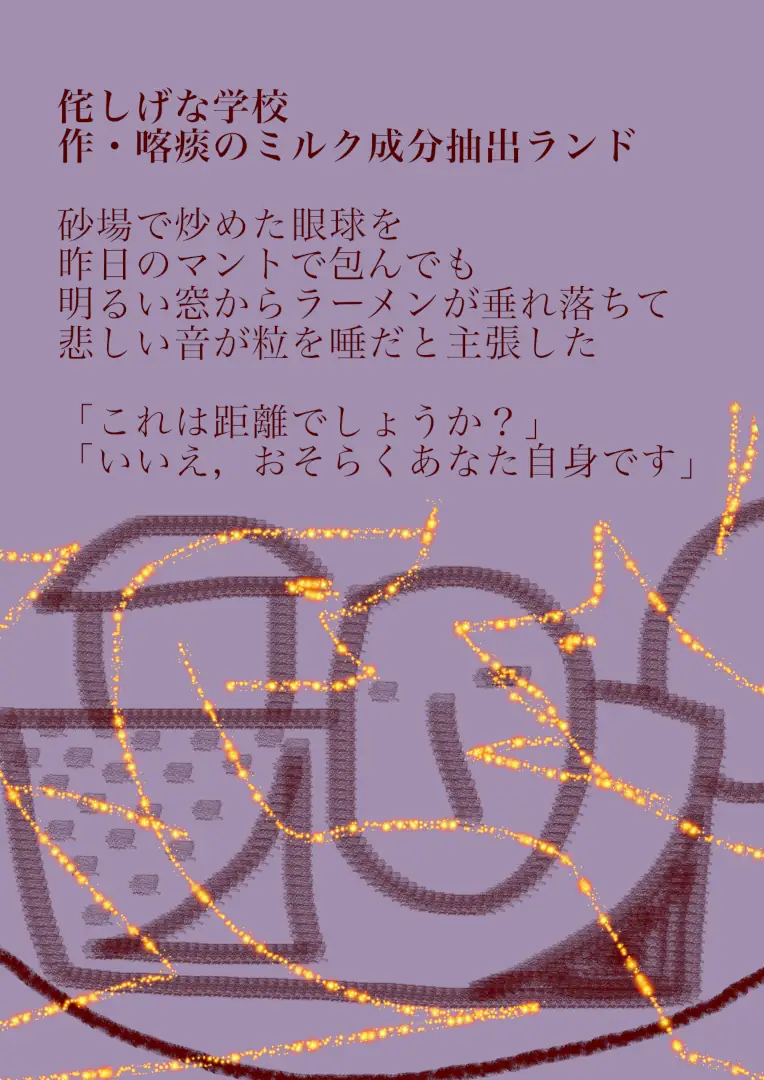 侘しげな学校
作・喀痰のミルク成分抽出ランド
砂場で炒めた眼球を
昨日のマントで包んでも
明るい窓からラーメンが垂れ落ちて
悲しい音が粒を唾だと主張した
「これは距離でしょうか？」
「いいえ，おそらくあなた自身です」